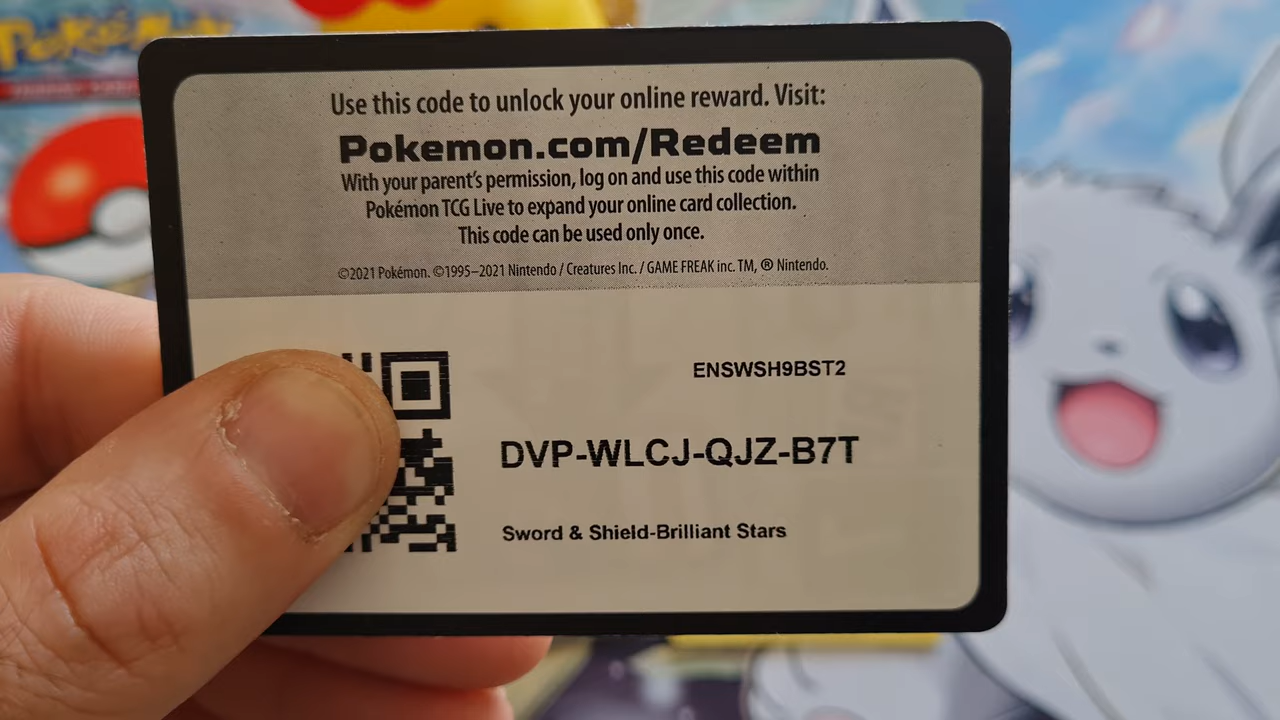 Pokémon
Use this code to unlock your online reward. Visit:
Pokemon.com/Redeem
With your parent's permission, log on and use this code within
Pokémon TCG Live to expand your online card collection.
This code can be used only once.
©2021 Pokémon. ©1995–2021 Nintendo / Creatures Inc. / GAME FREAK inc. TM, ® Nintendo.
ENSWSH9BST2
DVP-WLCJ-QJZ-B7T
Sword & Shield-Brilliant Stars